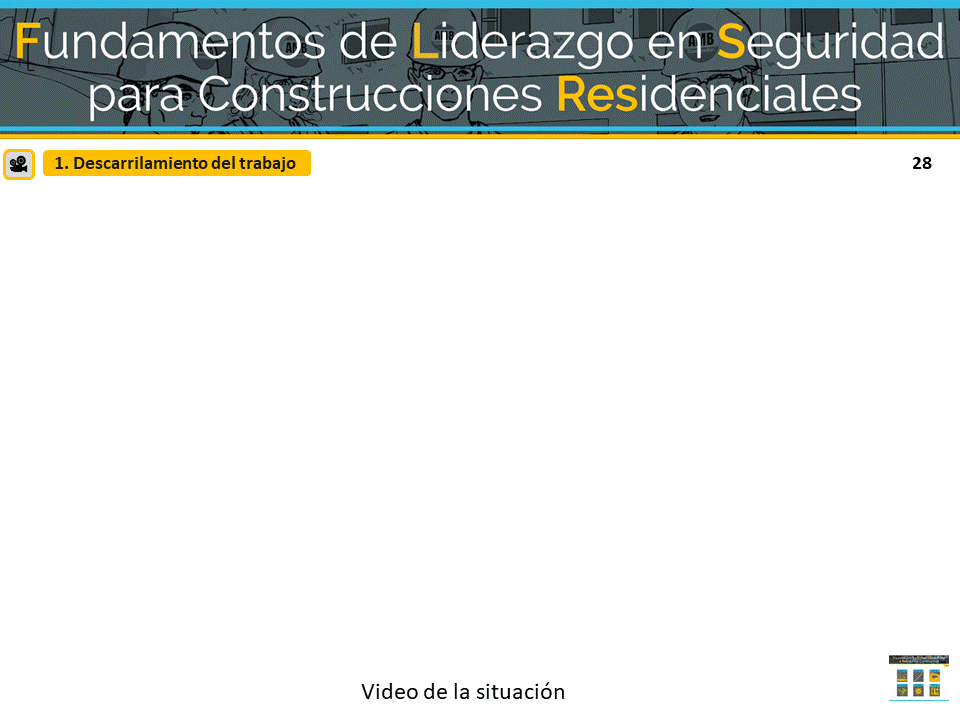 Fundamentos de Liderazgo en Seguridad
para Construcciones Residenciales
1. Descarrilamiento del trabajo
28
Video de la situación